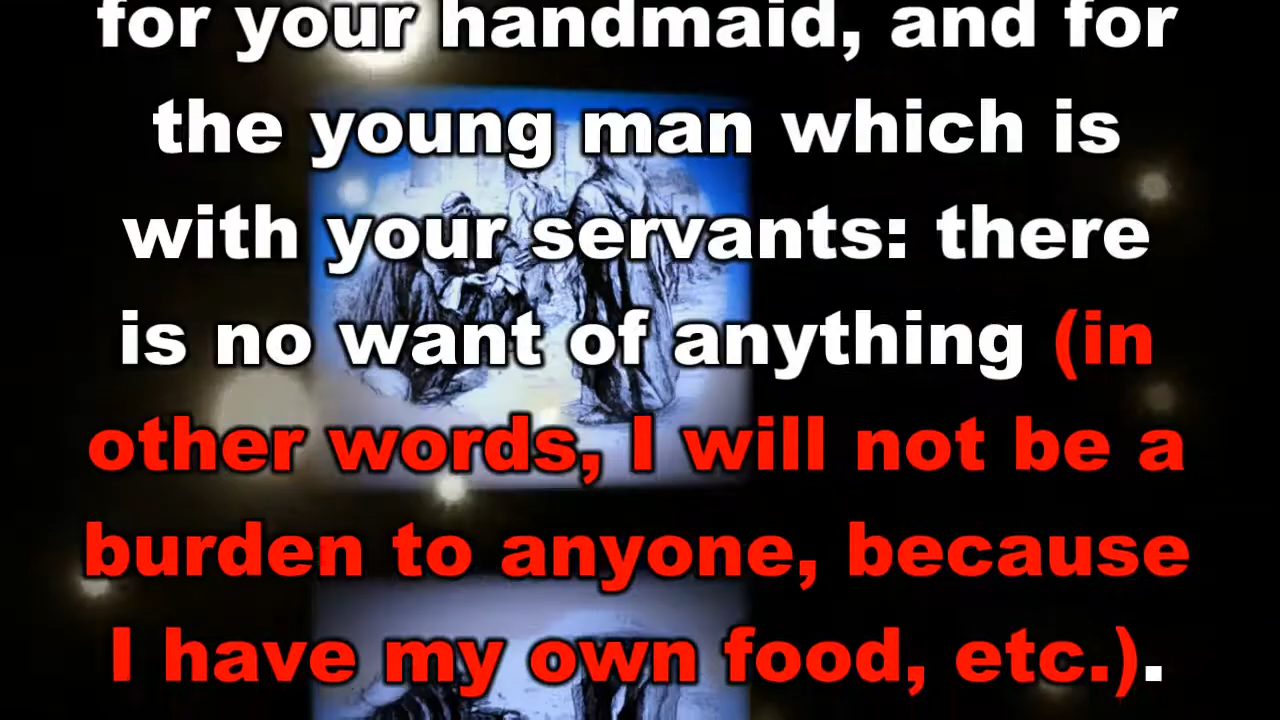 for your handmaid, and for
the young man which is
with your servants: there
is no want of anything (in
other words, I will not be a
burden to anyone, because
I have my own food, etc.).